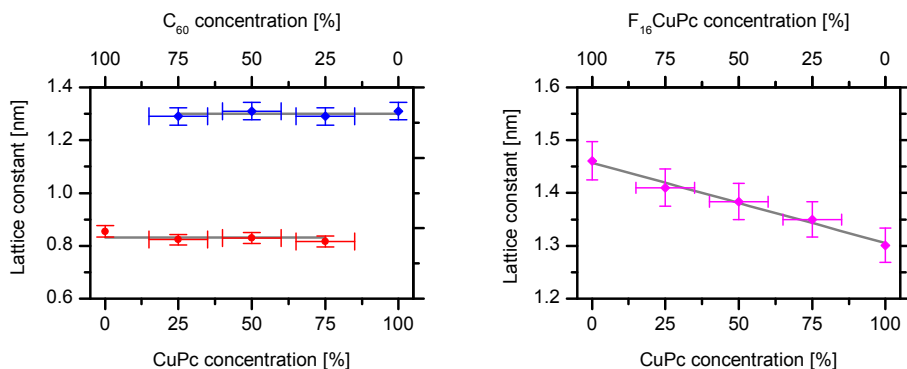 C60 concentration [%]
100 75 50 25 0
Lattice constant [nm]
1.4
1.2
1.0
0.8
0.6
0 25 50 75 100
CuPc concentration [%]
F16CuPc concentration [%]
100 75 50 25 0
Lattice constant [nm]
1.6
1.5
1.4
1.3
1.2
0 25 50 75 100
CuPc concentration [%]